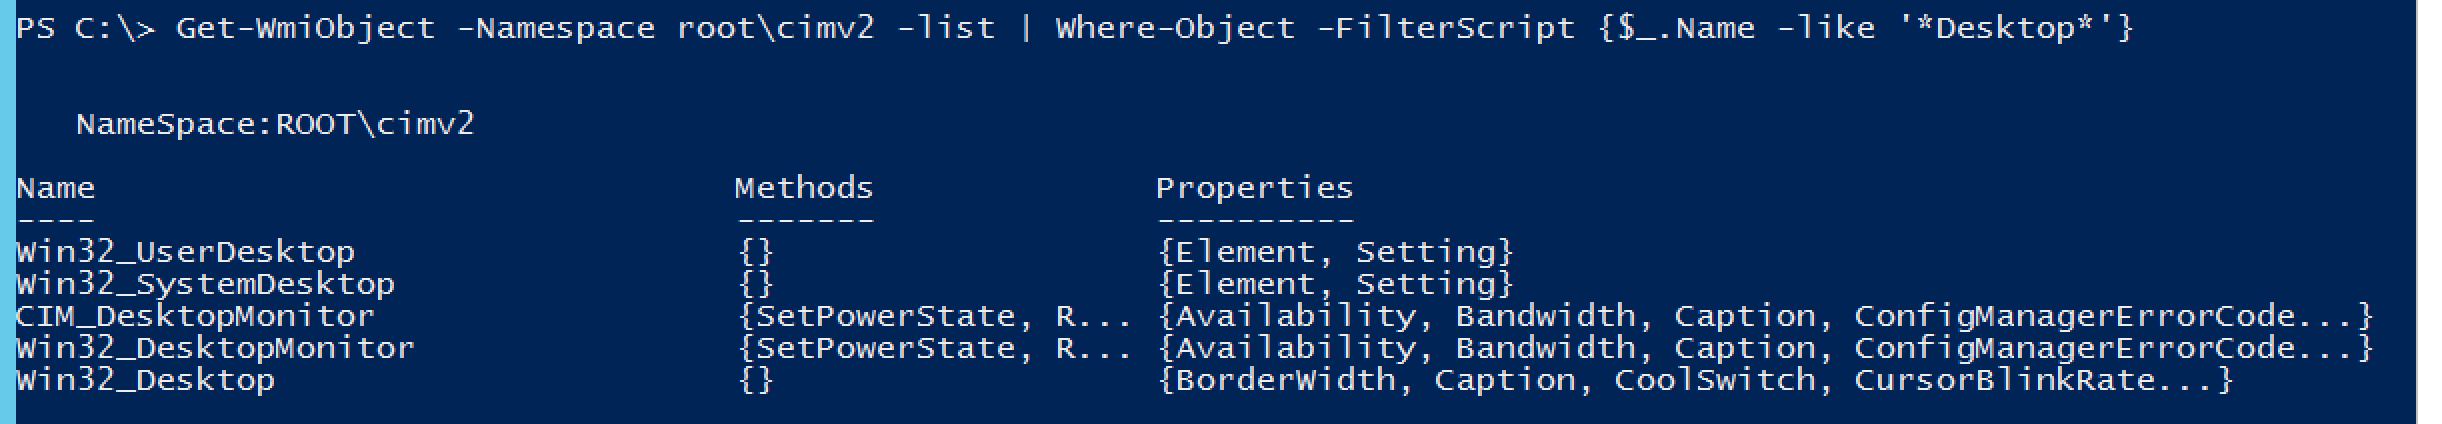 PS C:\> Get-WmiObject -Namespace root\cimv2 -list | Where-Object -FilterScript {$_.Name -like '*Desktop*'}
NameSpace:ROOT\cimv2
Name Methods Properties
---- ------- ----------
Win32_UserDesktop {} {Element, Setting}
Win32_SystemDesktop {} {Element, Setting}
CIM_DesktopMonitor {SetPowerState, R... {Availability, Bandwidth, Caption, ConfigManagerErrorCode...}
Win32_DesktopMonitor {SetPowerState, R... {Availability, Bandwidth, Caption, ConfigManagerErrorCode...}
Win32_Desktop {} {BorderWidth, Caption, CoolSwitch, CursorBlinkRate...}